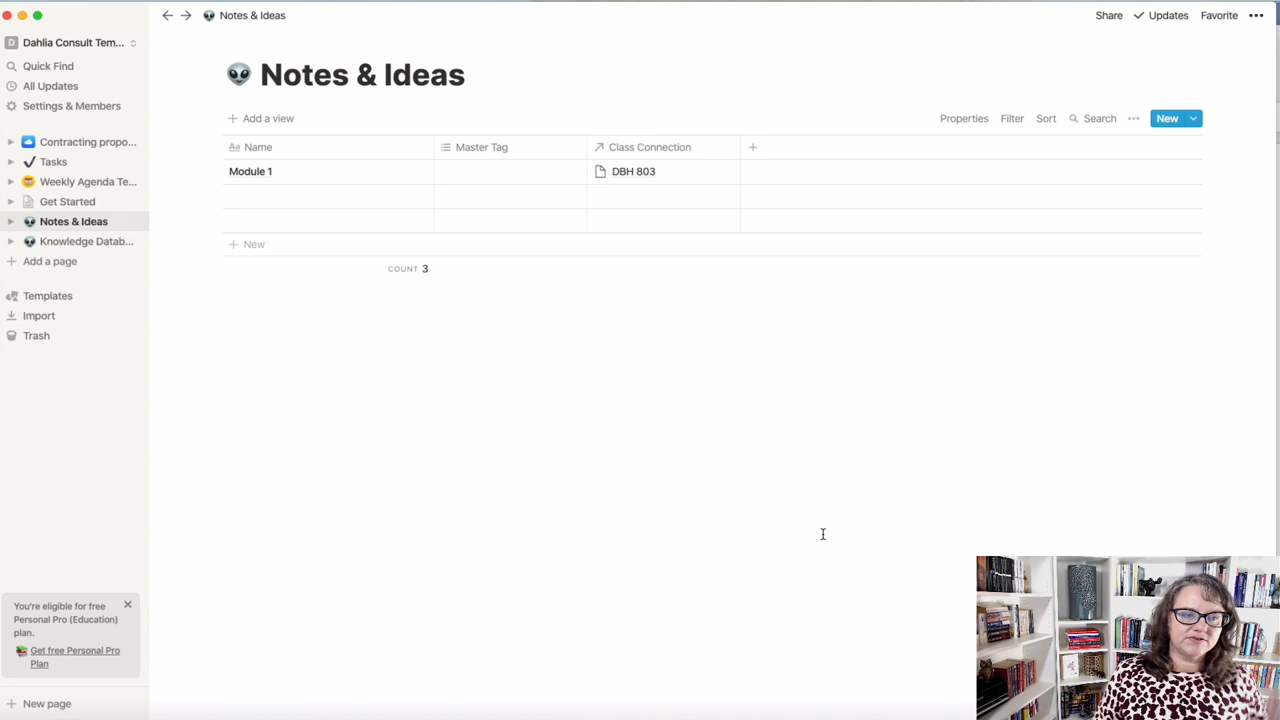 Notes & Ideas
Share
Updates
Favorite
D Dahlia Consult Tem...
Quick Find
All Updates
Settings & Members
Contracting propo...
Tasks
Weekly Agenda Te...
Get Started
Notes & Ideas
Knowledge Datab...
Add a page
Templates
Import
Trash
You're eligible for free
Personal Pro (Education)
plan.
Get free Personal Pro
Plan
New page
Notes & Ideas
Add a view
Properties
Filter
Sort
Search
New
Aa Name
Master Tag
Class Connection
Module 1
DBH 803
New
COUNT 3